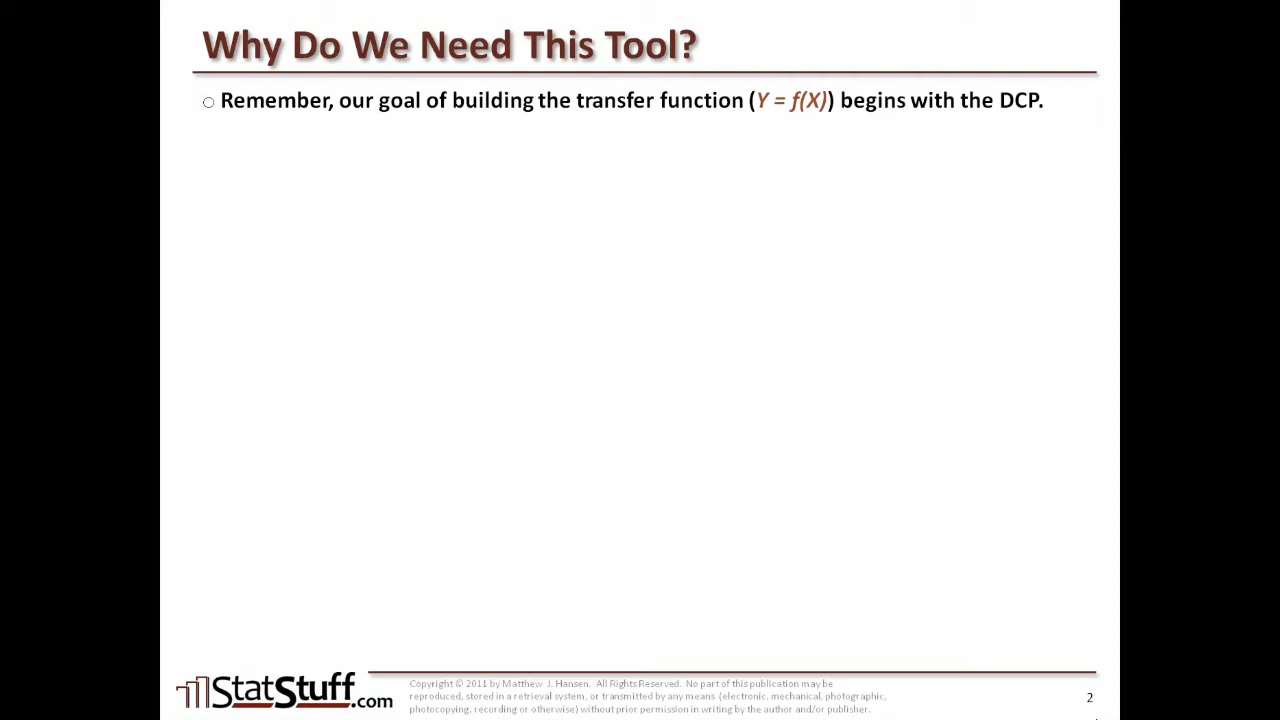 Why Do We Need This Tool?
○ Remember, our goal of building the transfer function (Y = f(X)) begins with the DCP.
StatStuff.com
Copyright © 2011 by Matthew J. Hansen. All Rights Reserved. No part of this publication may be
reproduced, stored in a retrieval system, or transmitted by any means (electronic, mechanical, photographic,
photocopying, recording or otherwise) without prior permission in writing by the author and/or publisher.
2